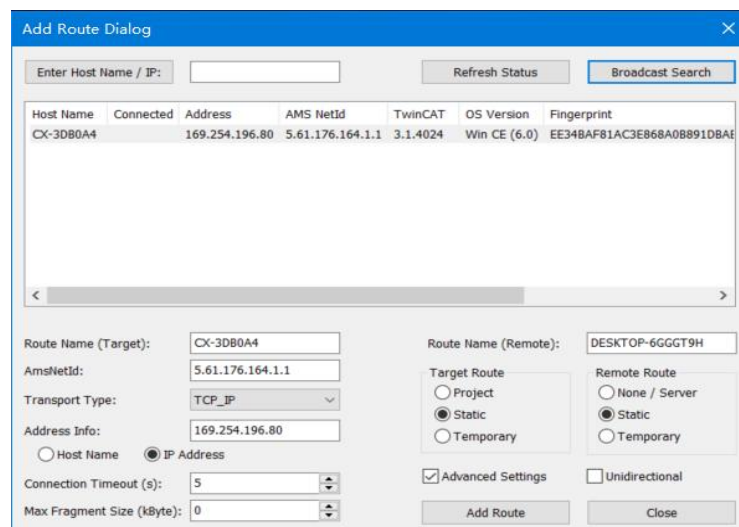 Add Route Dialog
Enter Host Name / IP: Refresh Status Broadcast Search
Host Name Connected Address AMS NetId TwinCAT OS Version Fingerprint
CX-3DB0A4 169.254.196.80 5.61.176.164.1.1 3.1.4024 Win CE (6.0) EE34BAF81AC3E868A0B891DBAE
Route Name (Target): CX-3DB0A4 Route Name (Remote): DESKTOP-6GGGT9H
AmsNetId: 5.61.176.164.1.1 Target Route Remote Route
Project None / Server
Transport Type: TCP_IP Static Static
Address Info: 169.254.196.80 Temporary Temporary
Host Name IP Address
Connection Timeout (s): 5 Advanced Settings Unidirectional
Max Fragment Size (kByte): 0 Add Route Close